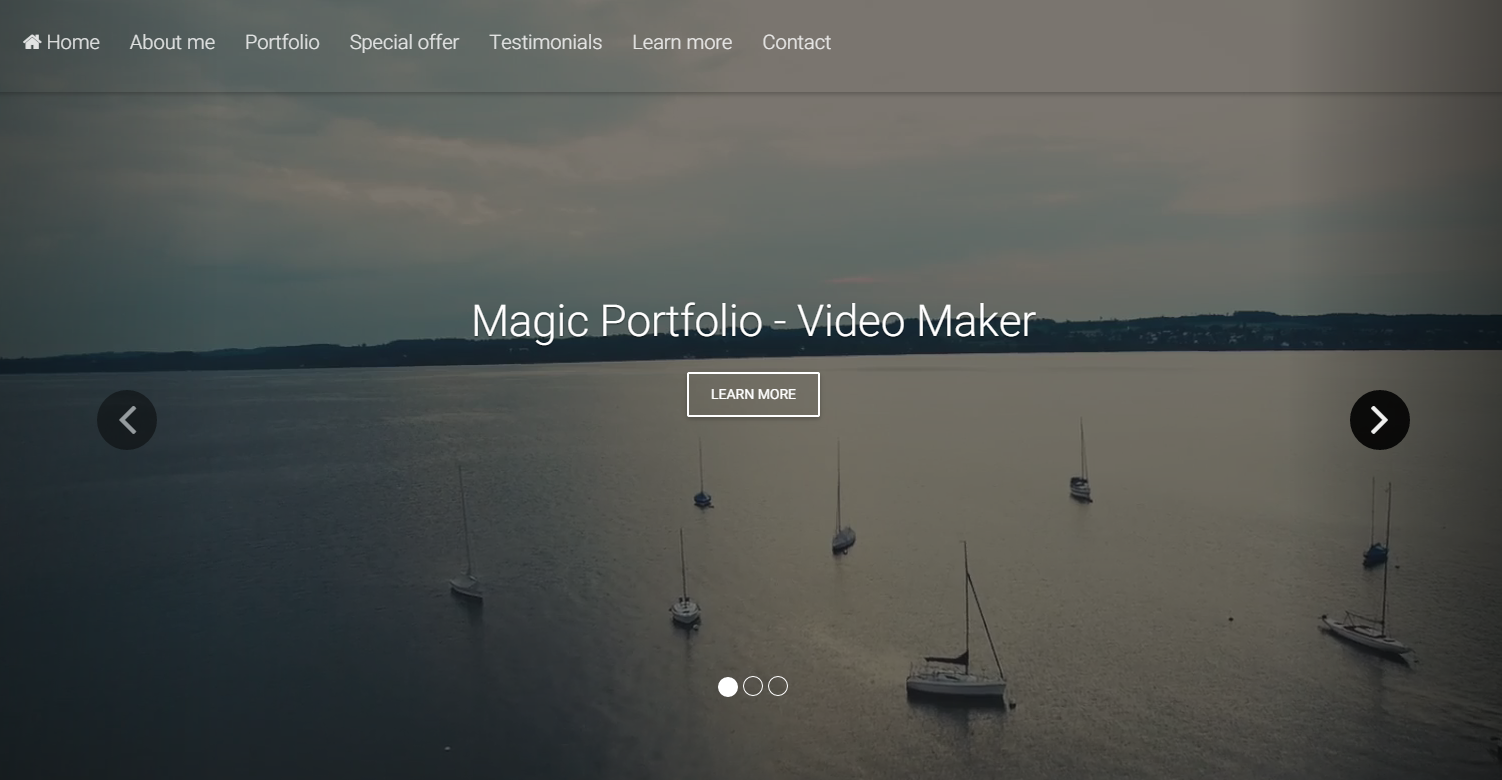 Home About me Portfolio Special offer Testimonials Learn more Contact
Magic Portfolio - Video Maker
LEARN MORE